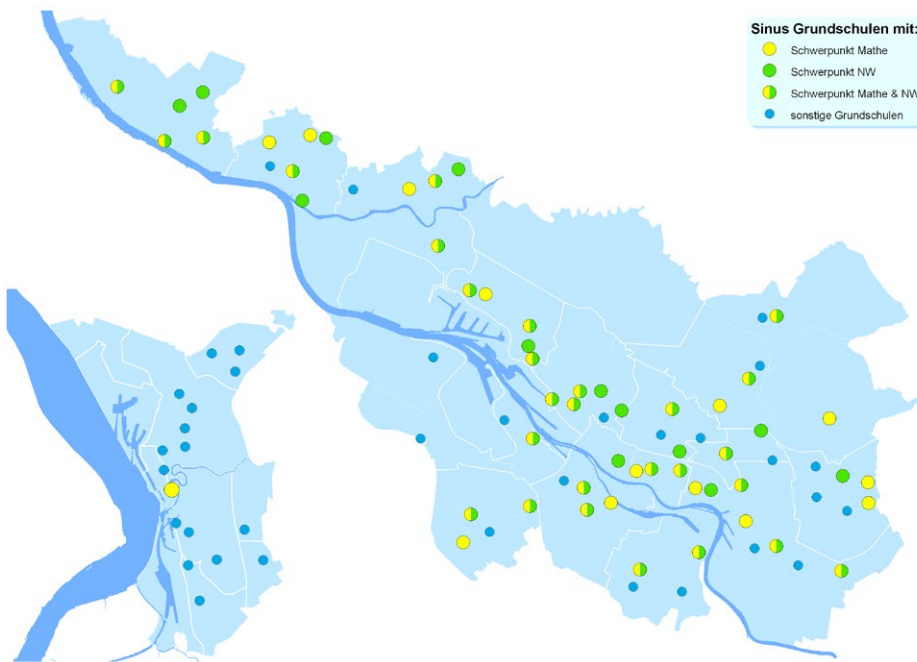 Sinus Grundschulen mit:
Schwerpunkt Mathe
Schwerpunkt NW
Schwerpunkt Mathe & NW
sonstige Grundschulen